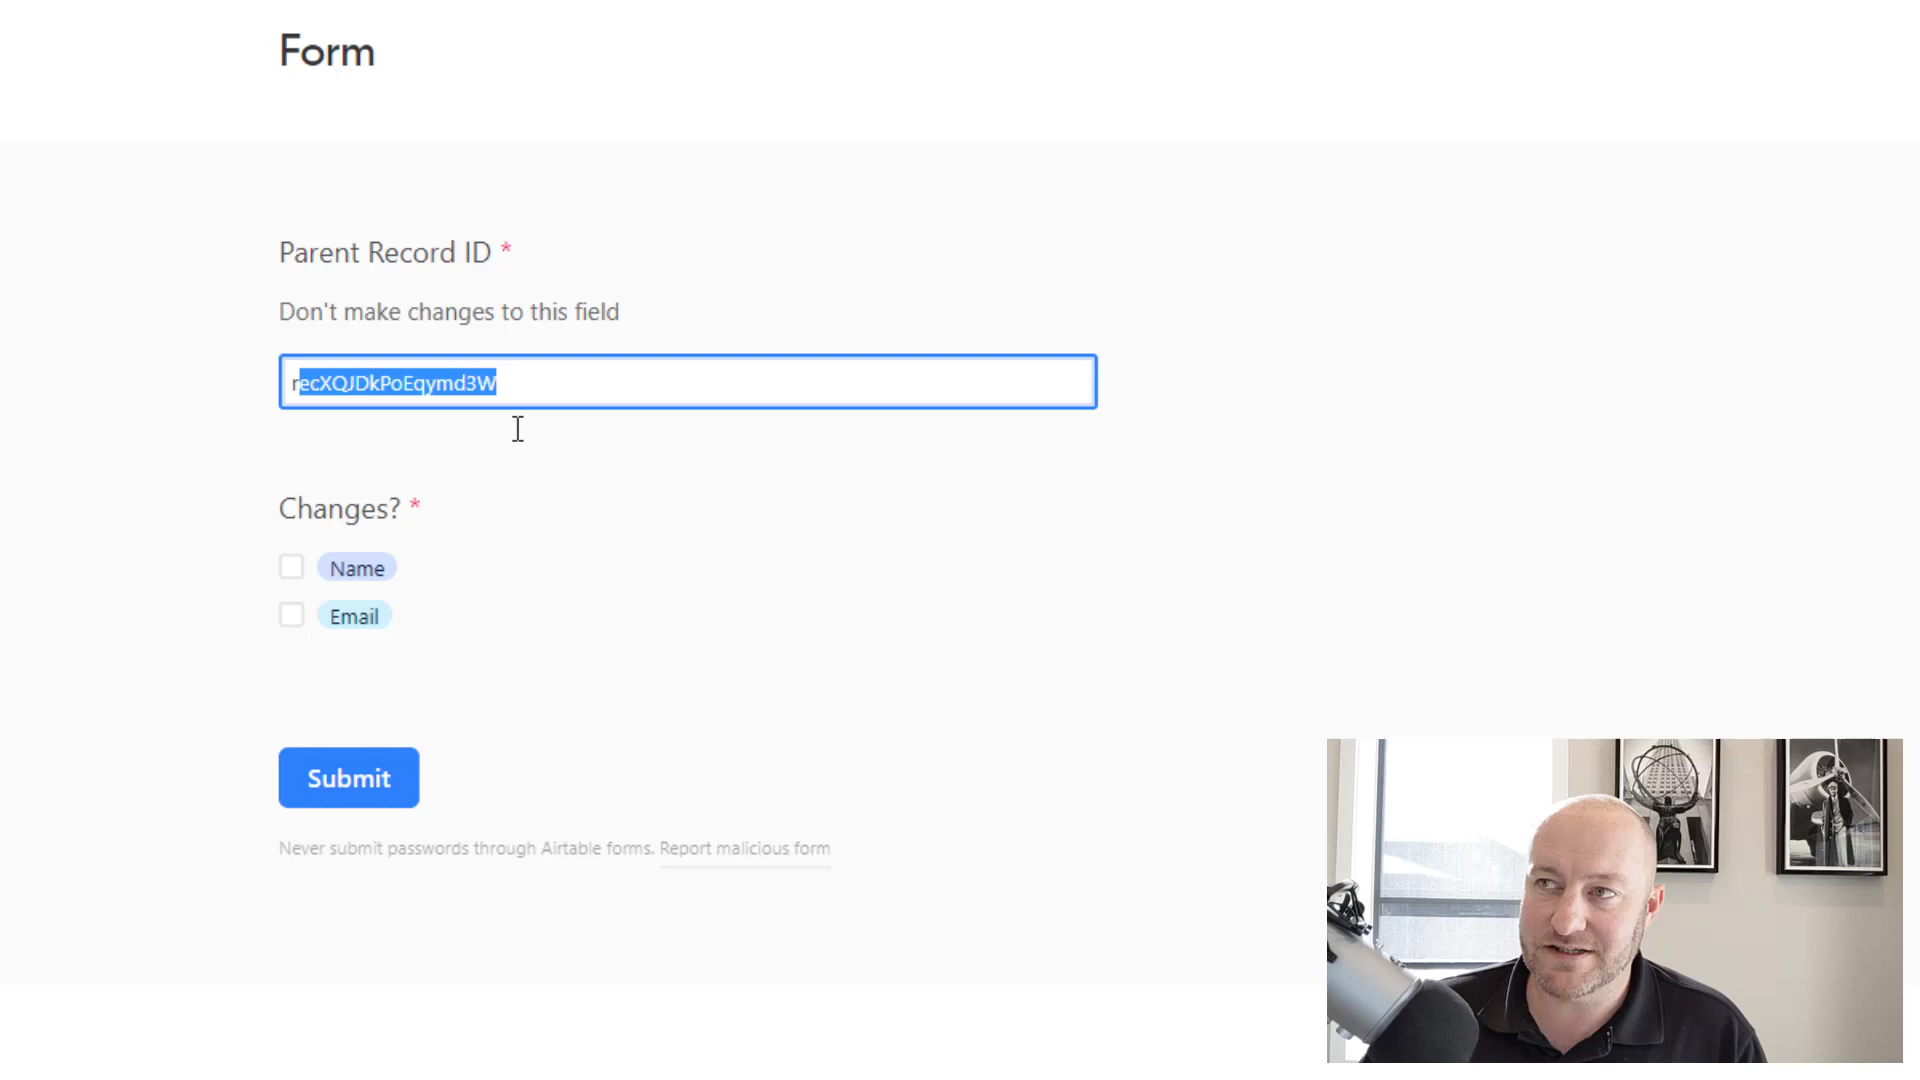 Form
Parent Record ID *
Don't make changes to this field
recXQJDkPoEqymd3W
Changes? *
Name
Email
Submit
Never submit passwords through Airtable forms. Report malicious form